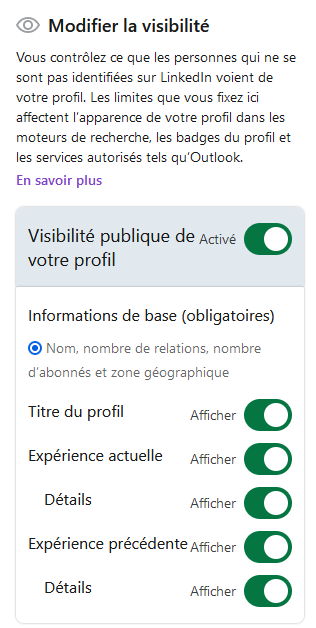 Modifier la visibilité
Vous contrôlez ce que les personnes qui ne se
sont pas identifiées sur LinkedIn voient de
votre profil. Les limites que vous fixez ici
affectent l’apparence de votre profil dans les
moteurs de recherche, les badges du profil et
les services autorisés tels qu’Outlook.
En savoir plus
Visibilité publique de Activé
votre profil
Informations de base (obligatoires)
Nom, nombre de relations, nombre
d’abonnés et zone géographique
Titre du profil Afficher
Expérience actuelle Afficher
Détails Afficher
Expérience précédente Afficher
Détails Afficher